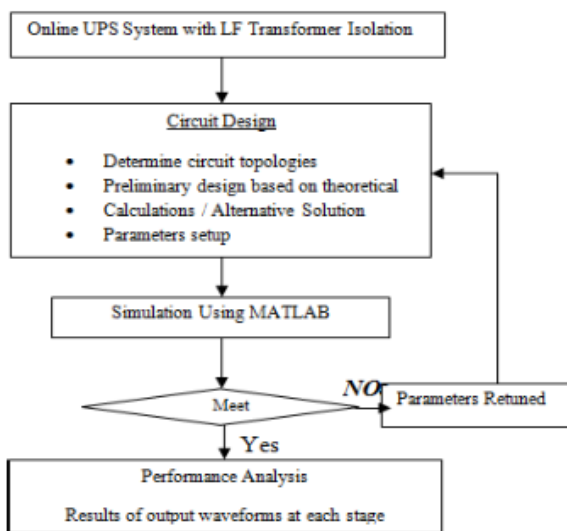 Online UPS System with LF Transformer Isolation
Circuit Design
• Determine circuit topologies
• Preliminary design based on theoretical
• Calculations / Alternative Solution
• Parameters setup
Simulation Using MATLAB
Meet
NO
Parameters Retuned
Yes
Performance Analysis
Results of output waveforms at each stage